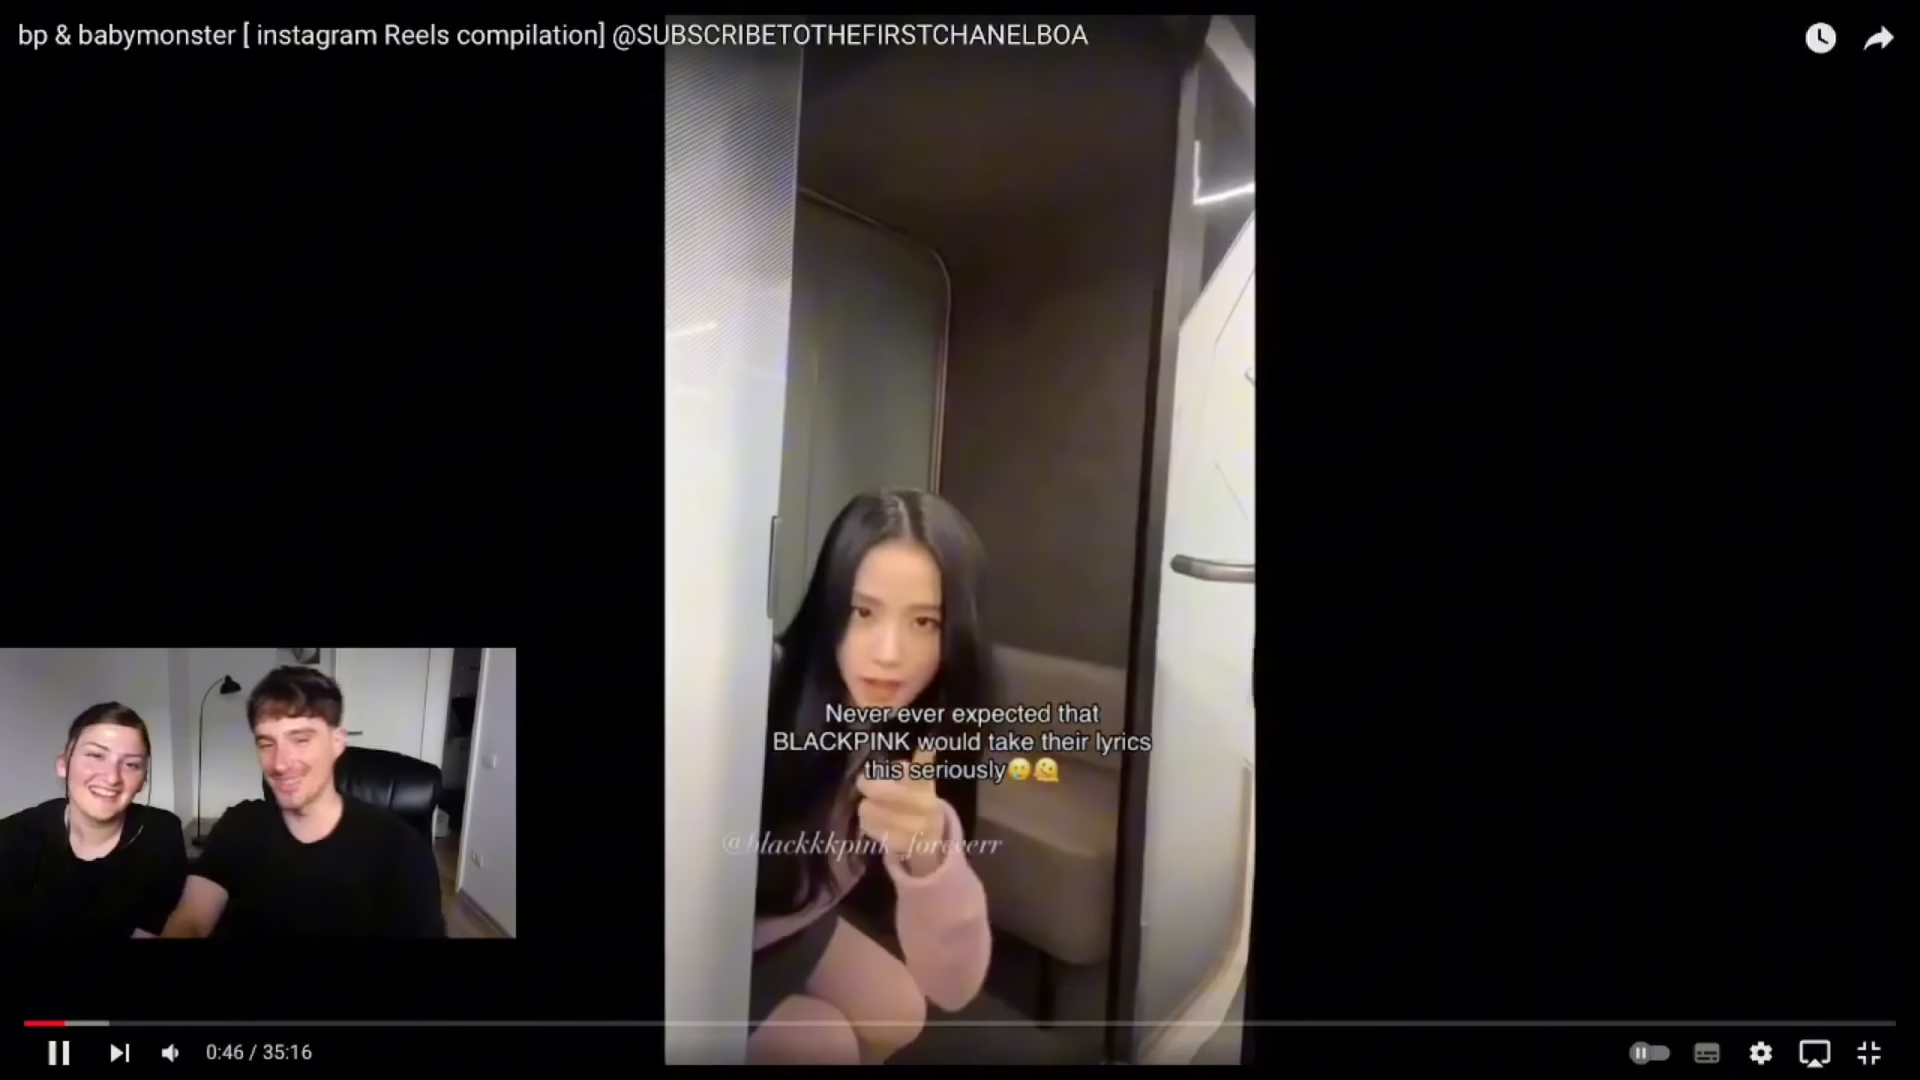 bp & babymonster [ instagram Reels compilation] @SUBSCRIBETOTHEFIRSTCHANELBOA
Never ever expected that
BLACKPINK would take their lyrics
this seriously🥲🫠
@blackkkpink_foreverr
0:46 / 35:16